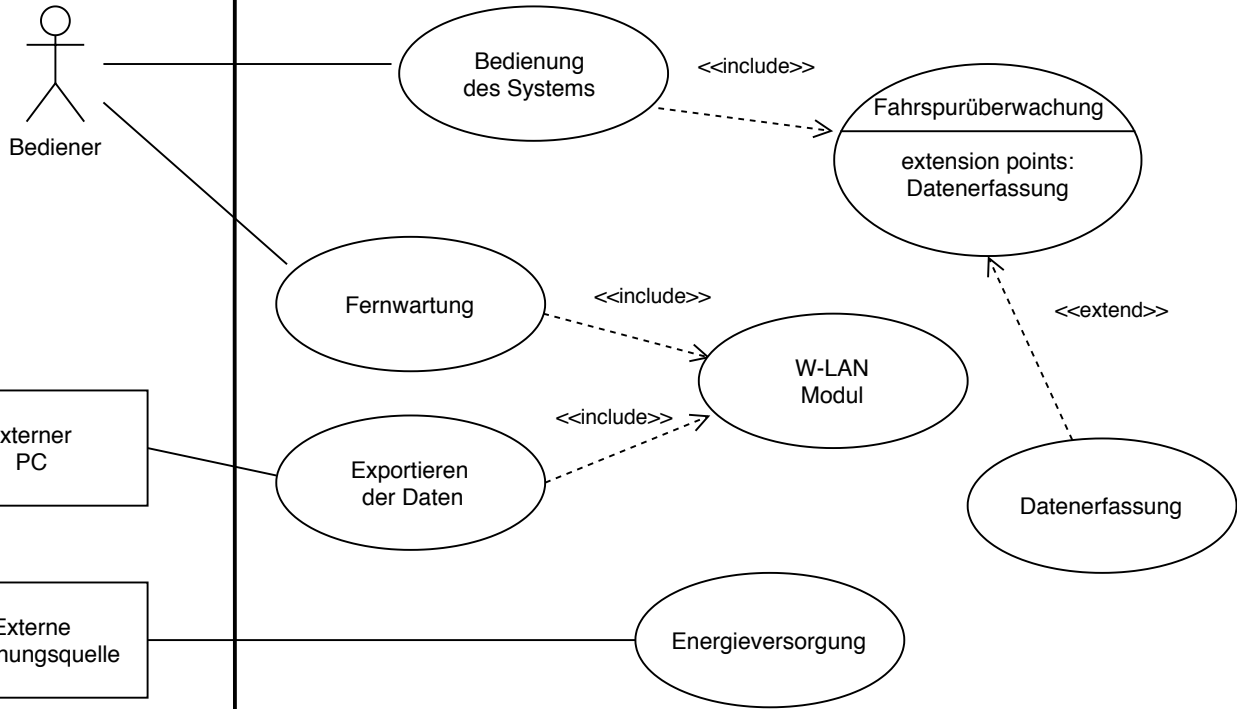 Bediener
Bedienung
des Systems
<<include>>
Fahrspurüberwachung
extension points:
Datenerfassung
Fernwartung
<<include>>
W-LAN
Modul
<<extend>>
xterner
PC
<<include>>
Exportieren
der Daten
Datenerfassung
Externe
nungsquelle
Energieversorgung